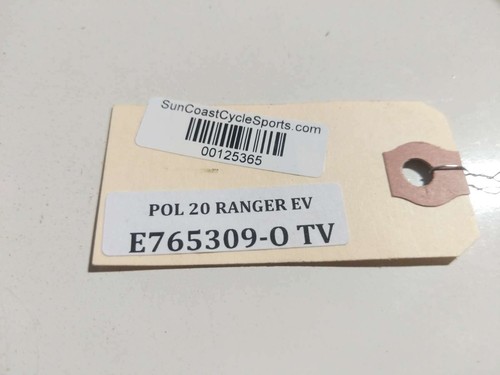 SunCoastCycleSports.com
00125365
POL 20 RANGER EV
E765309-O TV